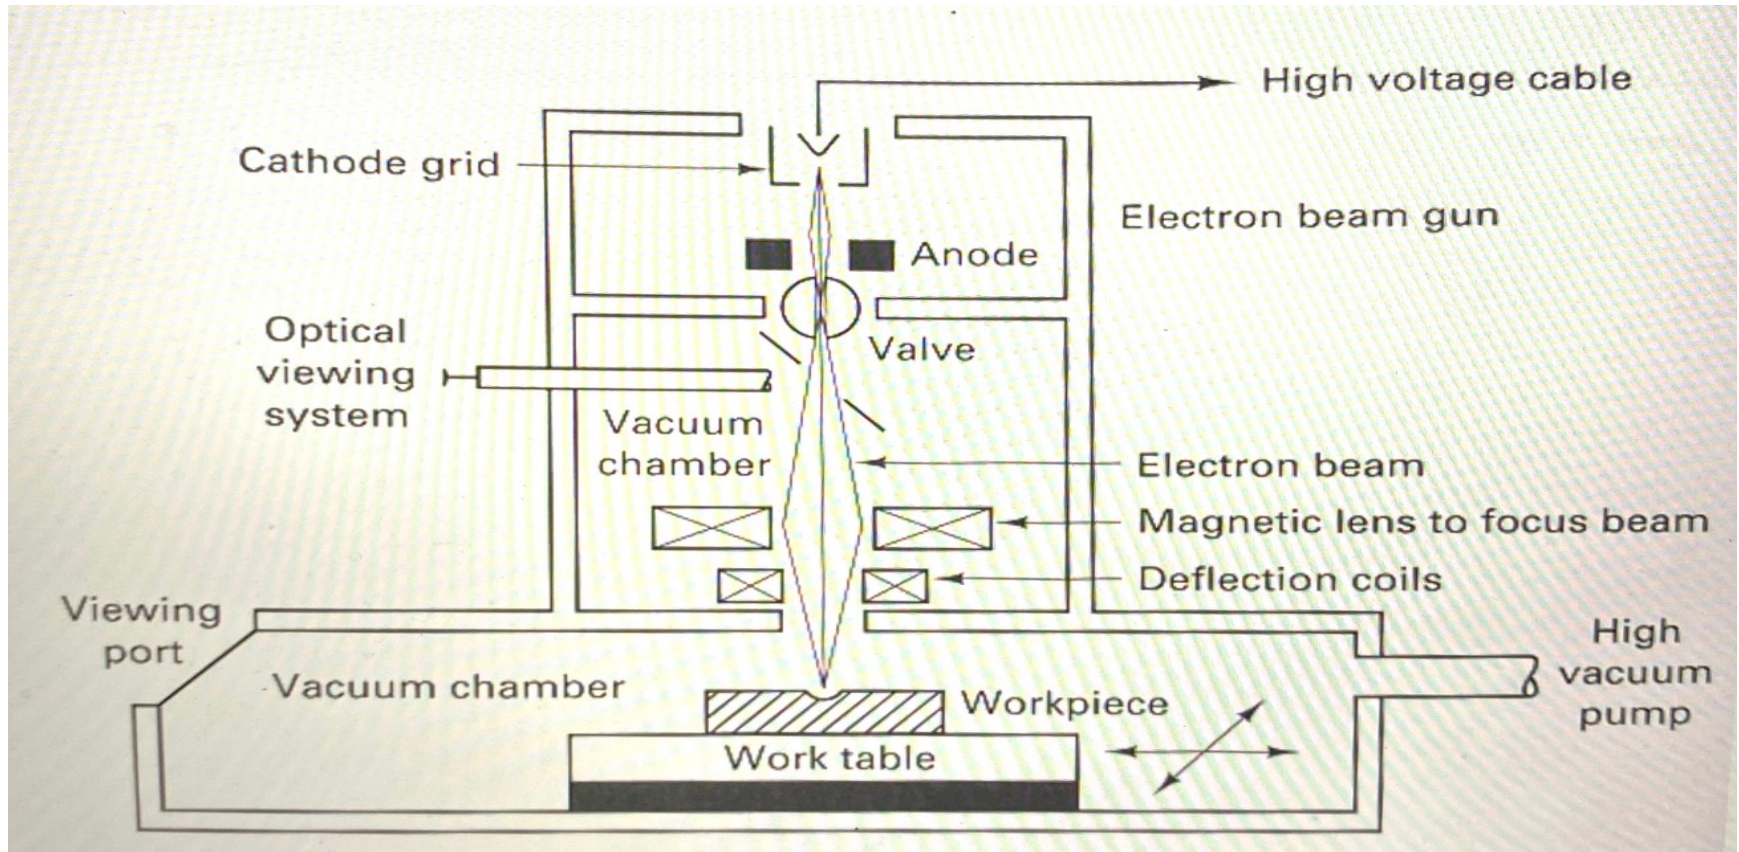 High voltage cable
Cathode grid
Electron beam gun
Anode
Optical
viewing
system
Valve
Vacuum
chamber
Electron beam
Magnetic lens to focus beam
Deflection coils
Viewing
port
High
vacuum
pump
Vacuum chamber
Workpiece
Work table